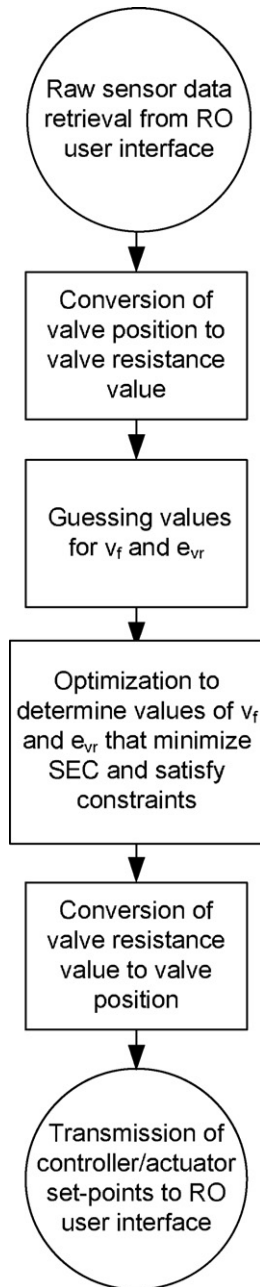 Raw sensor data
retrieval from RO
user interface
Conversion of
valve position to
valve resistance
value
Guessing values
for vf and evr
Optimization to
determine values of vf
and evr that minimize
SEC and satisfy
constraints
Conversion of
valve resistance
value to valve
position
Transmission of
controller/actuator
set-points to RO
user interface